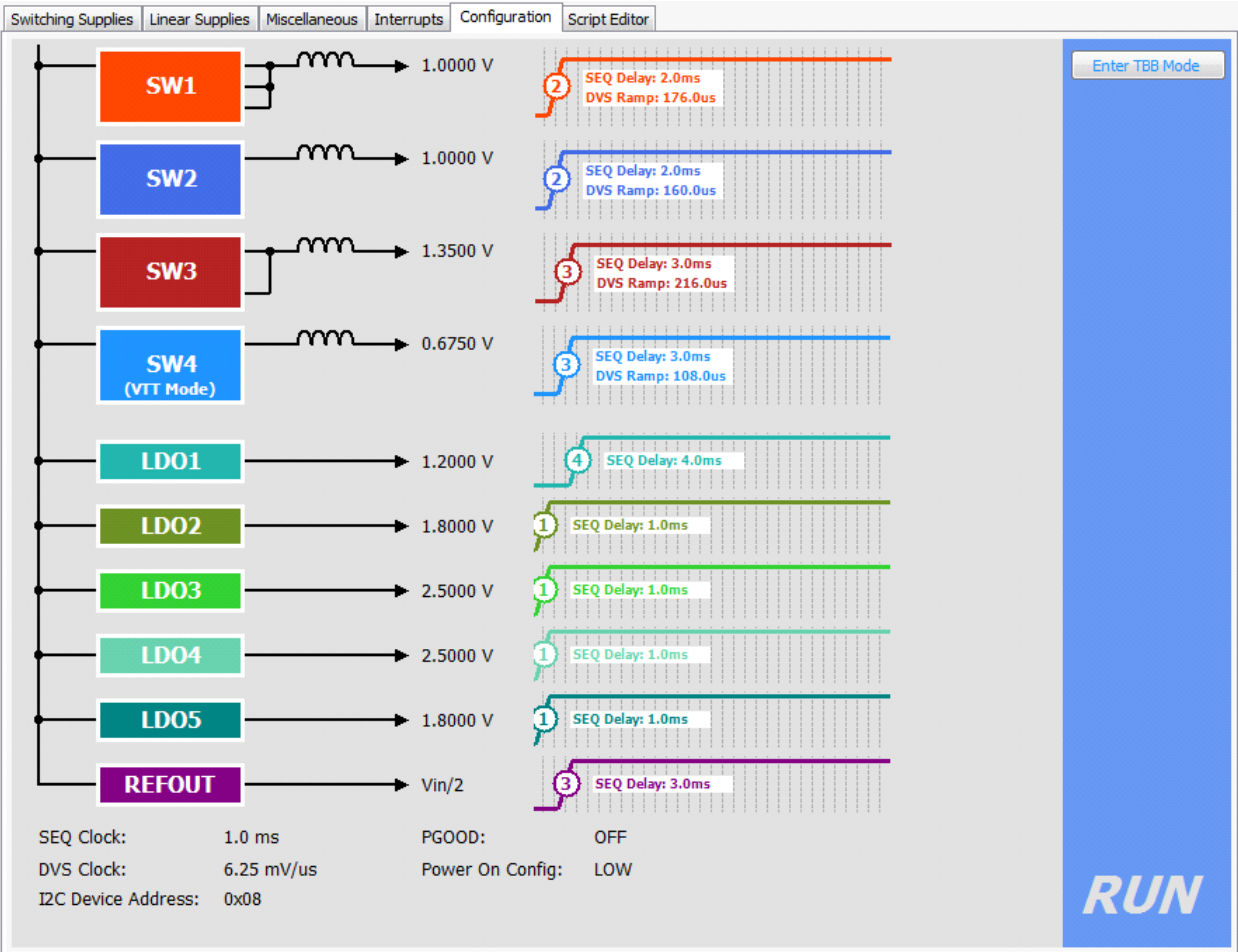 Switching Supplies Linear Supplies Miscellaneous Interrupts Configuration Script Editor
Enter TBB Mode
SW1 1.0000 V 2 SEQ Delay: 2.0ms
DVS Ramp: 176.0us
SW2 1.0000 V 2 SEQ Delay: 2.0ms
DVS Ramp: 160.0us
SW3 1.3500 V 3 SEQ Delay: 3.0ms
DVS Ramp: 216.0us
SW4 0.6750 V 3 SEQ Delay: 3.0ms
(VTT Mode) DVS Ramp: 108.0us
LDO1 1.2000 V 4 SEQ Delay: 4.0ms
LDO2 1.8000 V 1 SEQ Delay: 1.0ms
LDO3 2.5000 V 1 SEQ Delay: 1.0ms
LDO4 2.5000 V 1 SEQ Delay: 1.0ms
LDO5 1.8000 V 1 SEQ Delay: 1.0ms
REFOUT Vin/2 3 SEQ Delay: 3.0ms
SEQ Clock: 1.0 ms PGOOD: OFF
DVS Clock: 6.25 mV/us Power On Config: LOW
I2C Device Address: 0x08
RUN